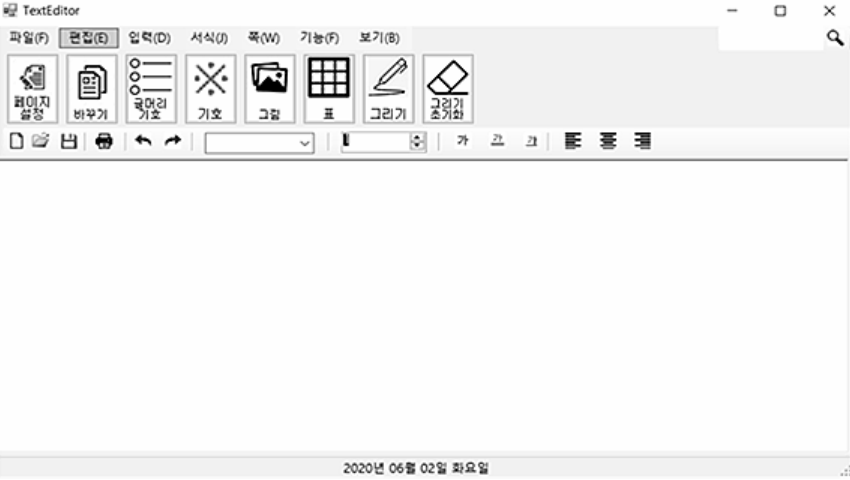 TextEditor
파일(F) 편집(E) 입력(D) 서식(J) 쪽(W) 기능(F) 보기(B)
페이지 설정
바꾸기
글머리 기호
기호
그림
표
그리기
그리기 초기화
가 가 가
2020년 06월 02일 화요일